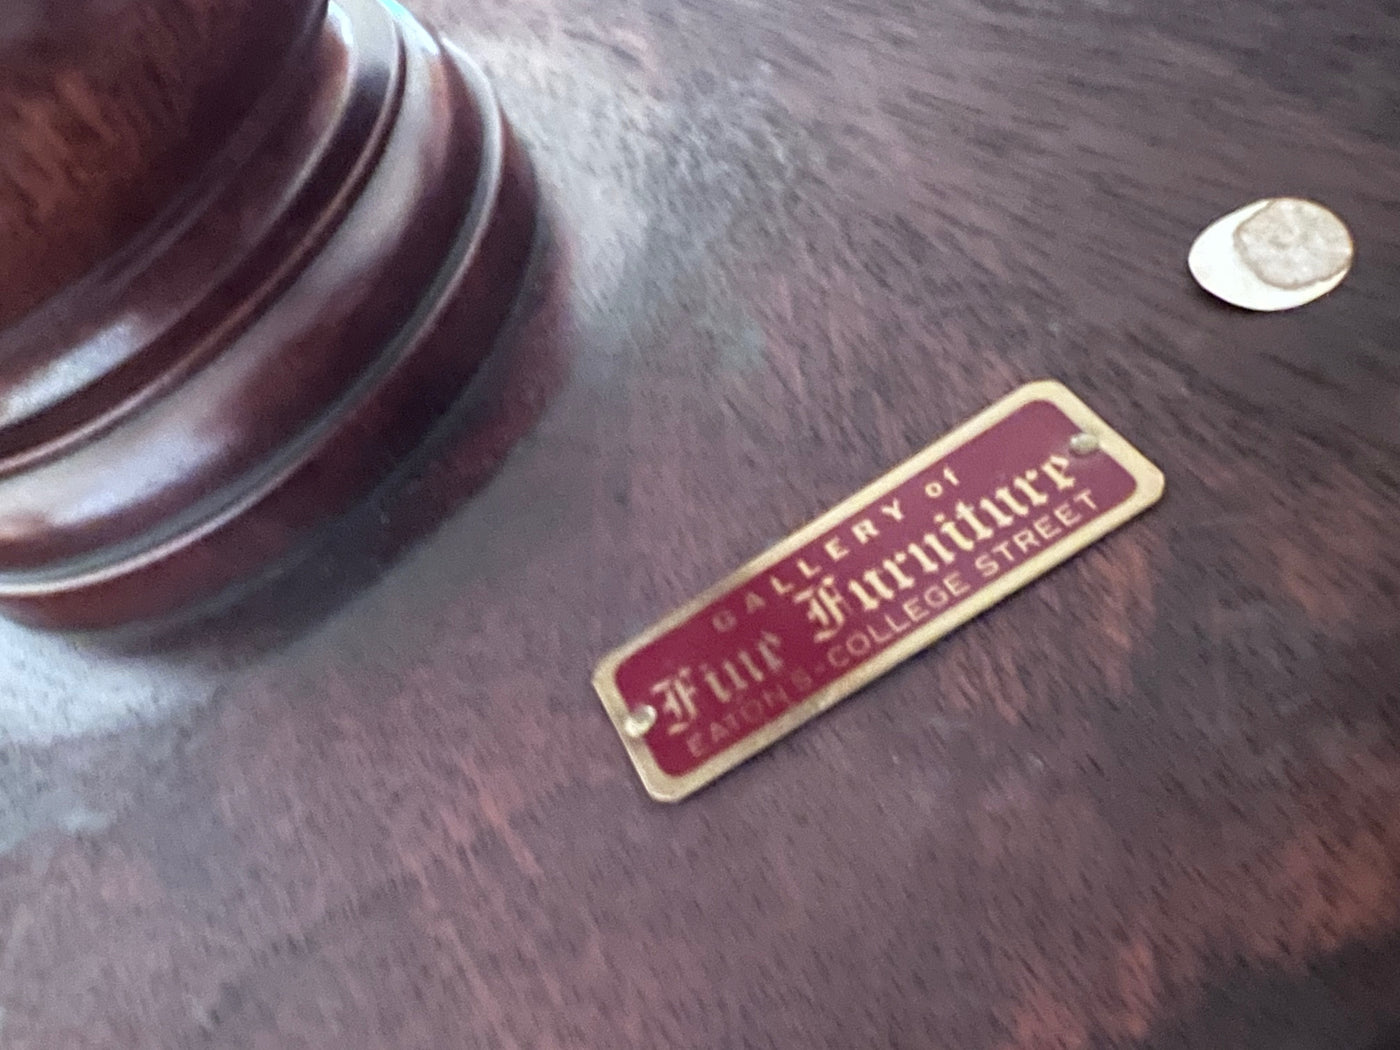 GALLERY of
Fine Furniture
EATON'S-COLLEGE STREET